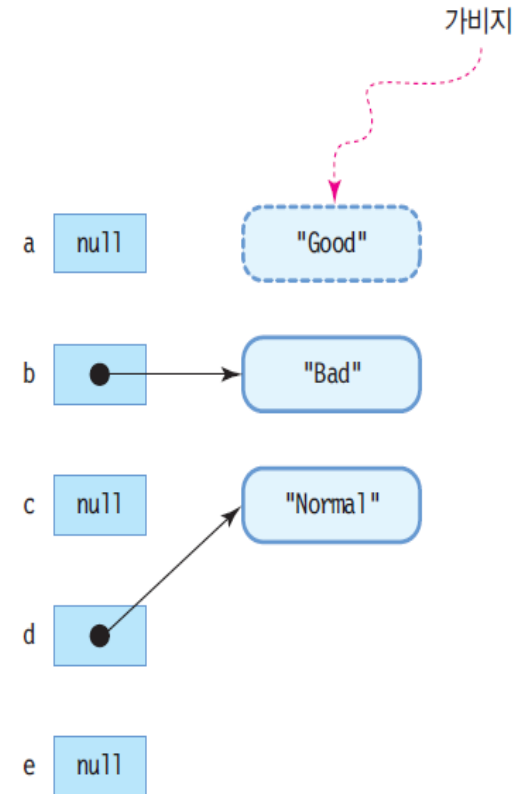 가비지
a null "Good"
b "Bad"
c null "Normal"
d
e null